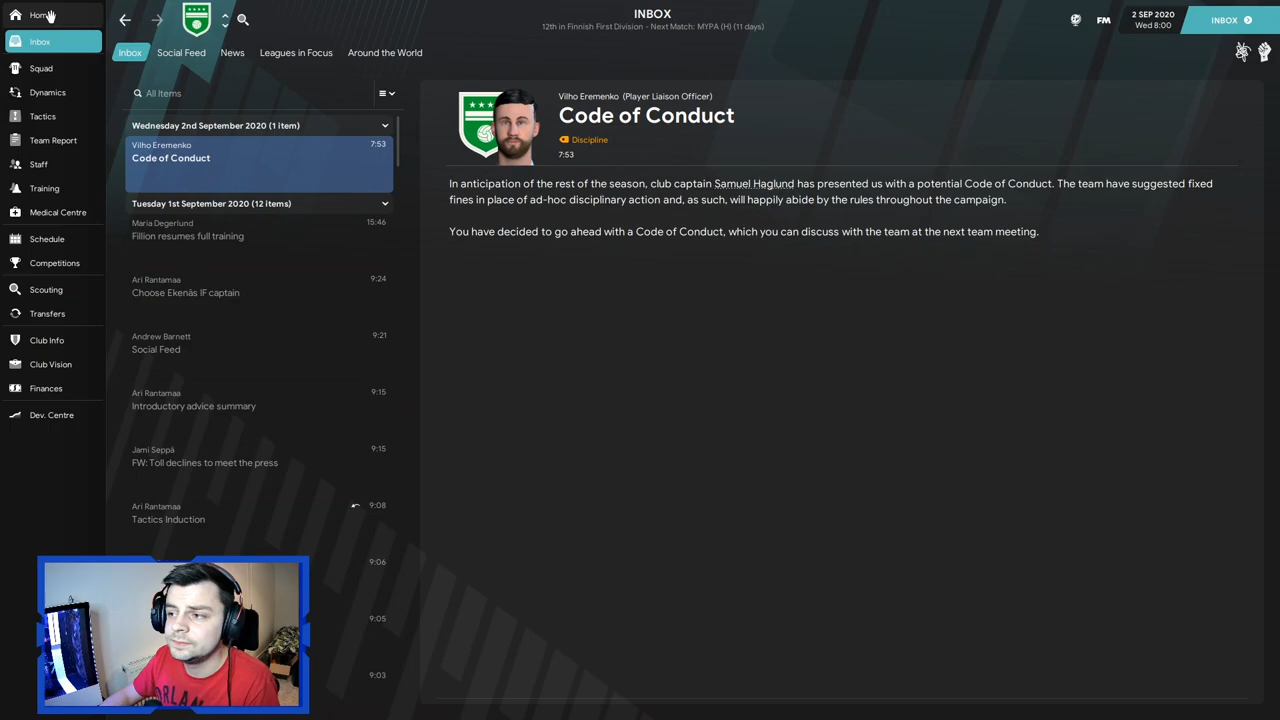 Home
INBOX
12th in Finnish First Division - Next Match: MYPA (H) (11 days)
FM
2 SEP 2020
Wed 8:00
INBOX
Inbox
Squad
Dynamics
Tactics
Team Report
Staff
Training
Medical Centre
Schedule
Competitions
Scouting
Transfers
Club Info
Club Vision
Finances
Dev. Centre
Inbox
Social Feed
News
Leagues in Focus
Around the World
All Items
Wednesday 2nd September 2020 (1 item)
Vilho Eremenko 7:53
Code of Conduct
Tuesday 1st September 2020 (12 items)
Maria Degerlund 15:46
Fillion resumes full training
Ari Rantamaa 9:24
Choose Ekenäs IF captain
Andrew Barnett 9:21
Social Feed
Ari Rantamaa 9:15
Introductory advice summary
Jami Seppä 9:15
FW: Toll declines to meet the press
Ari Rantamaa 9:08
Tactics Induction
9:06
9:05
9:03
Vilho Eremenko (Player Liaison Officer)
Code of Conduct
Discipline
7:53
In anticipation of the rest of the season, club captain Samuel Haglund has presented us with a potential Code of Conduct. The team have suggested fixed
fines in place of ad-hoc disciplinary action and, as such, will happily abide by the rules throughout the campaign.
You have decided to go ahead with a Code of Conduct, which you can discuss with the team at the next team meeting.